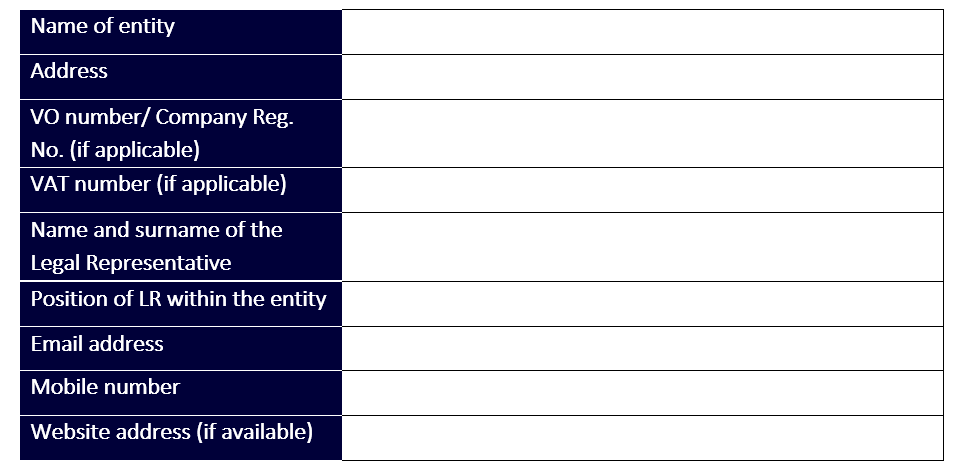 Name of entity
Address
VO number/ Company Reg.
No. (if applicable)
VAT number (if applicable)
Name and surname of the
Legal Representative
Position of LR within the entity
Email address
Mobile number
Website address (if available)